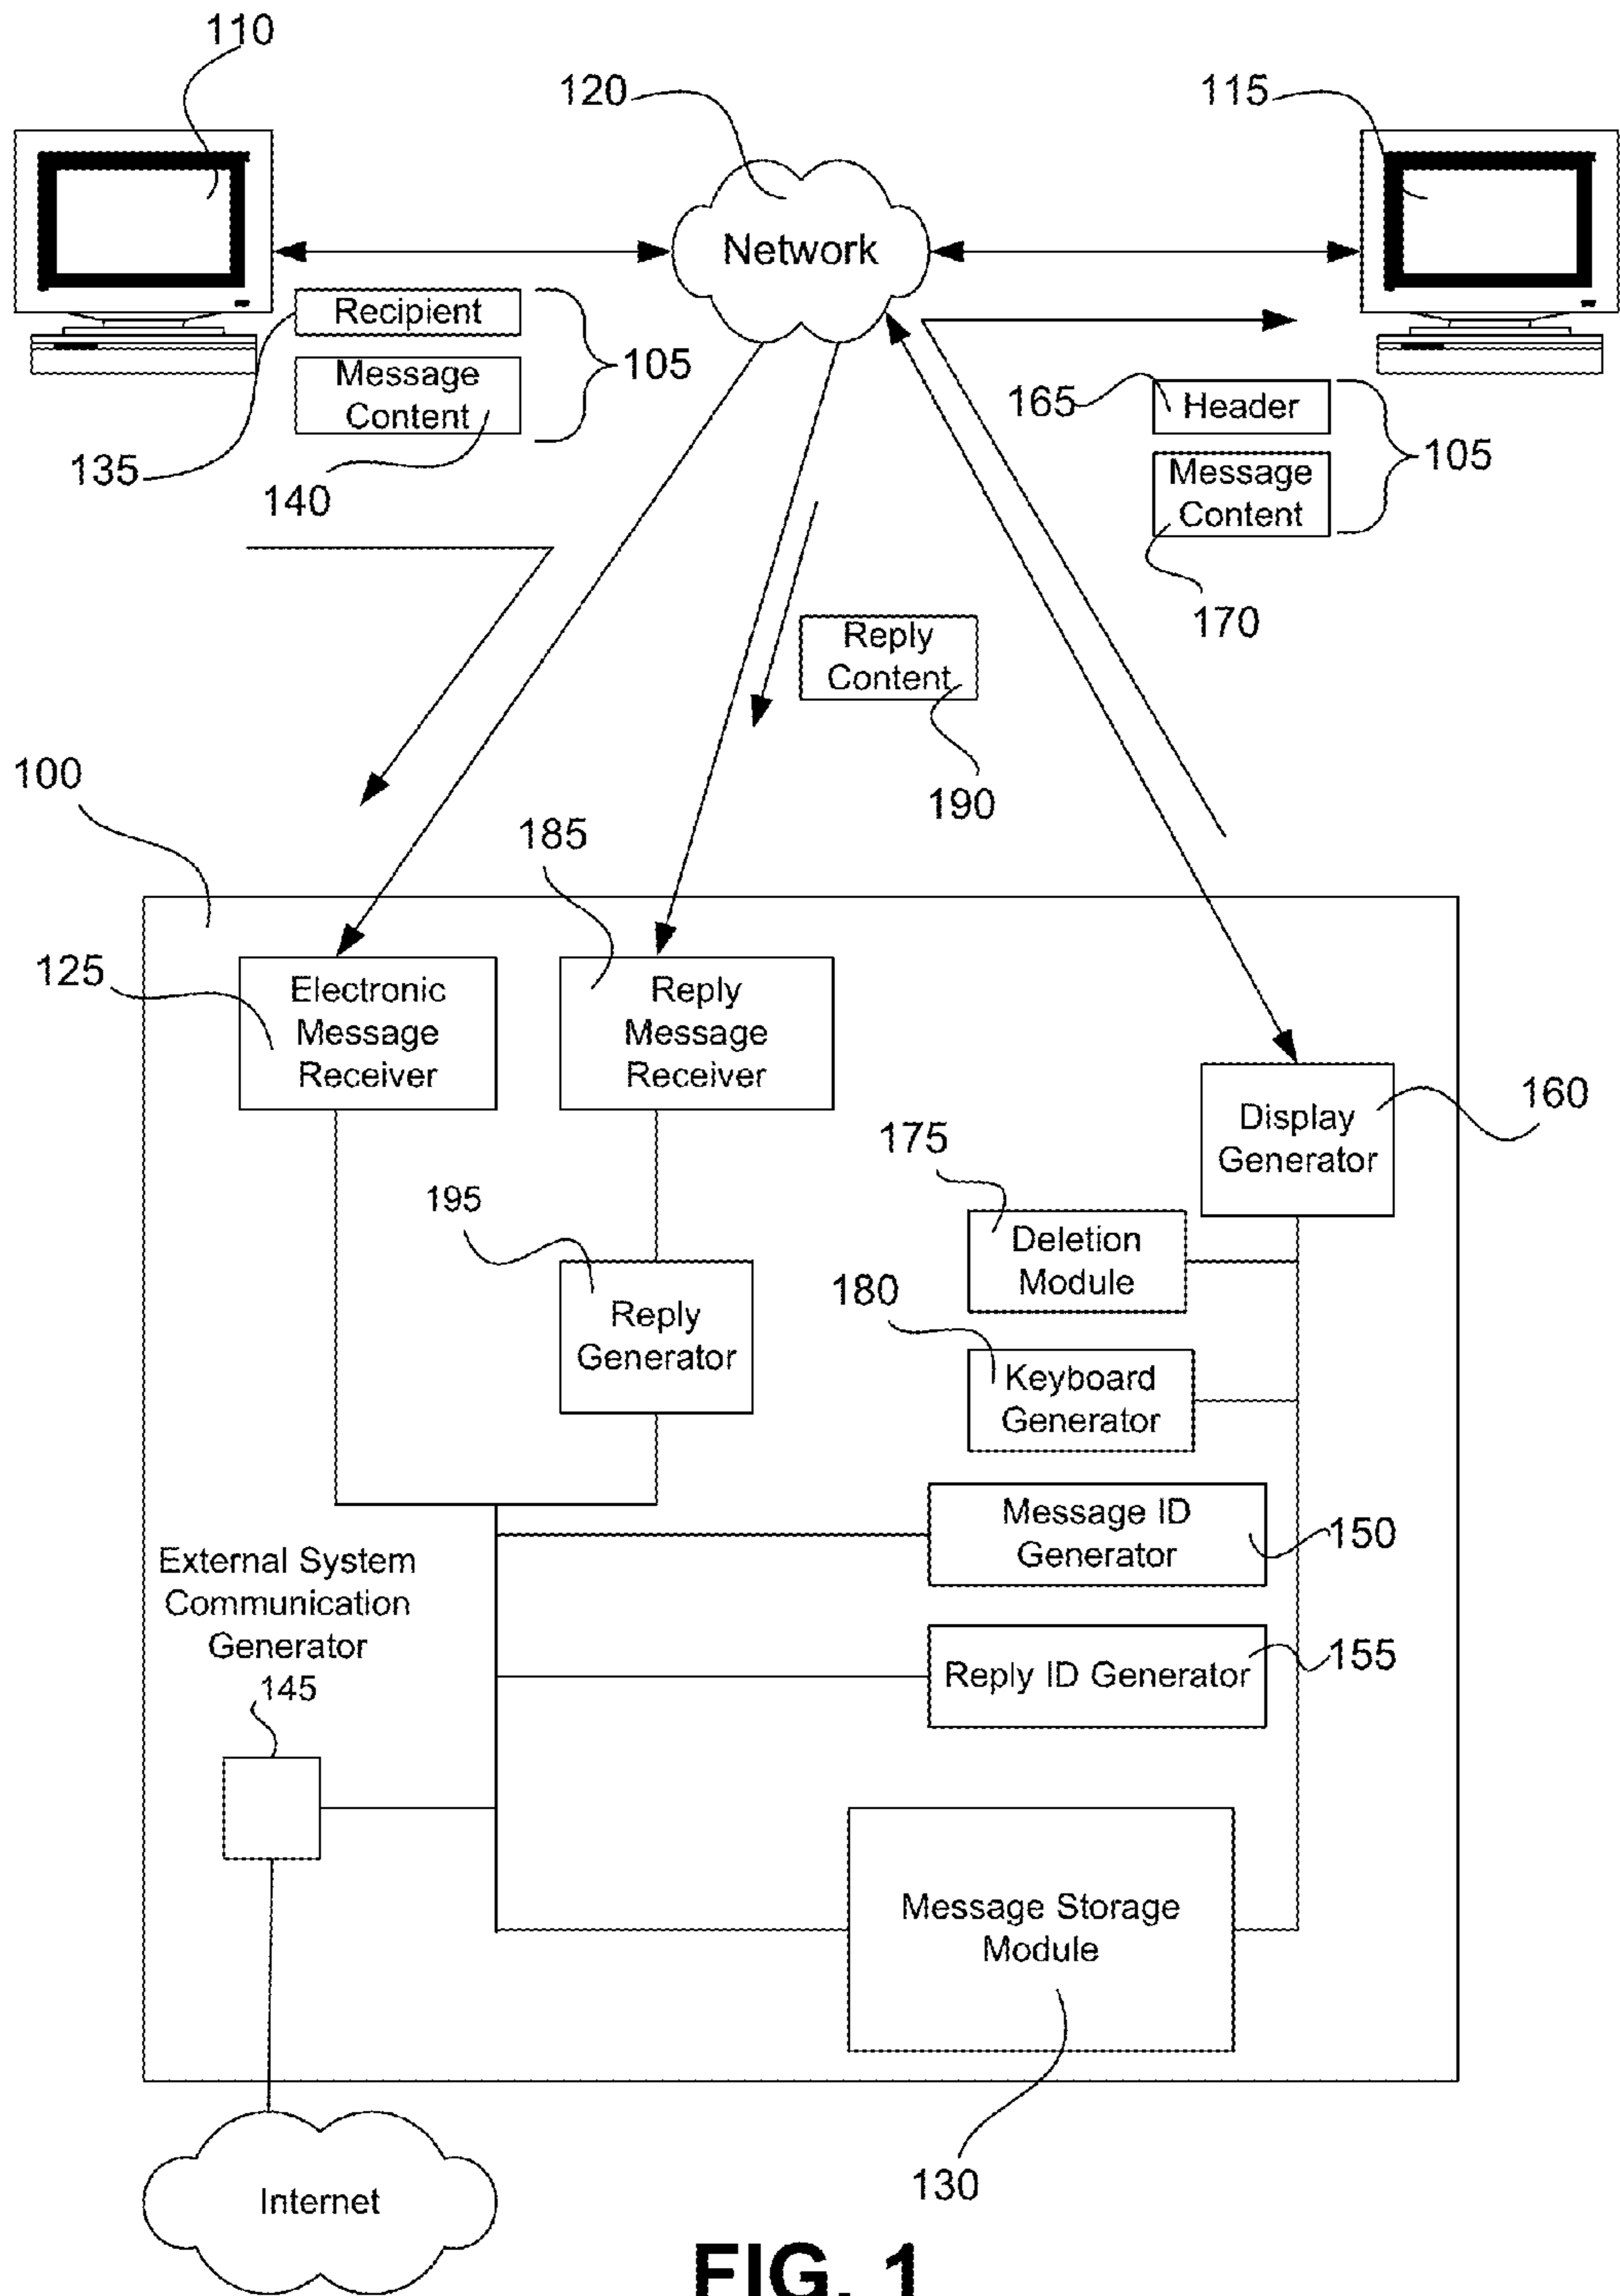 110
120
115
Network
Recipient
105
Message
Content
135
140
165
Header
Message
Content
105
170
Reply
Content
190
100
185
125
Electronic
Message
Receiver
Reply
Message
Receiver
160
Display
Generator
175
195
Deletion
Module
180
Reply
Generator
Keyboard
Generator
Message ID
Generator
150
External System
Communication
Generator
145
Reply ID Generator
155
Message Storage
Module
130
Internet
FIG. 1